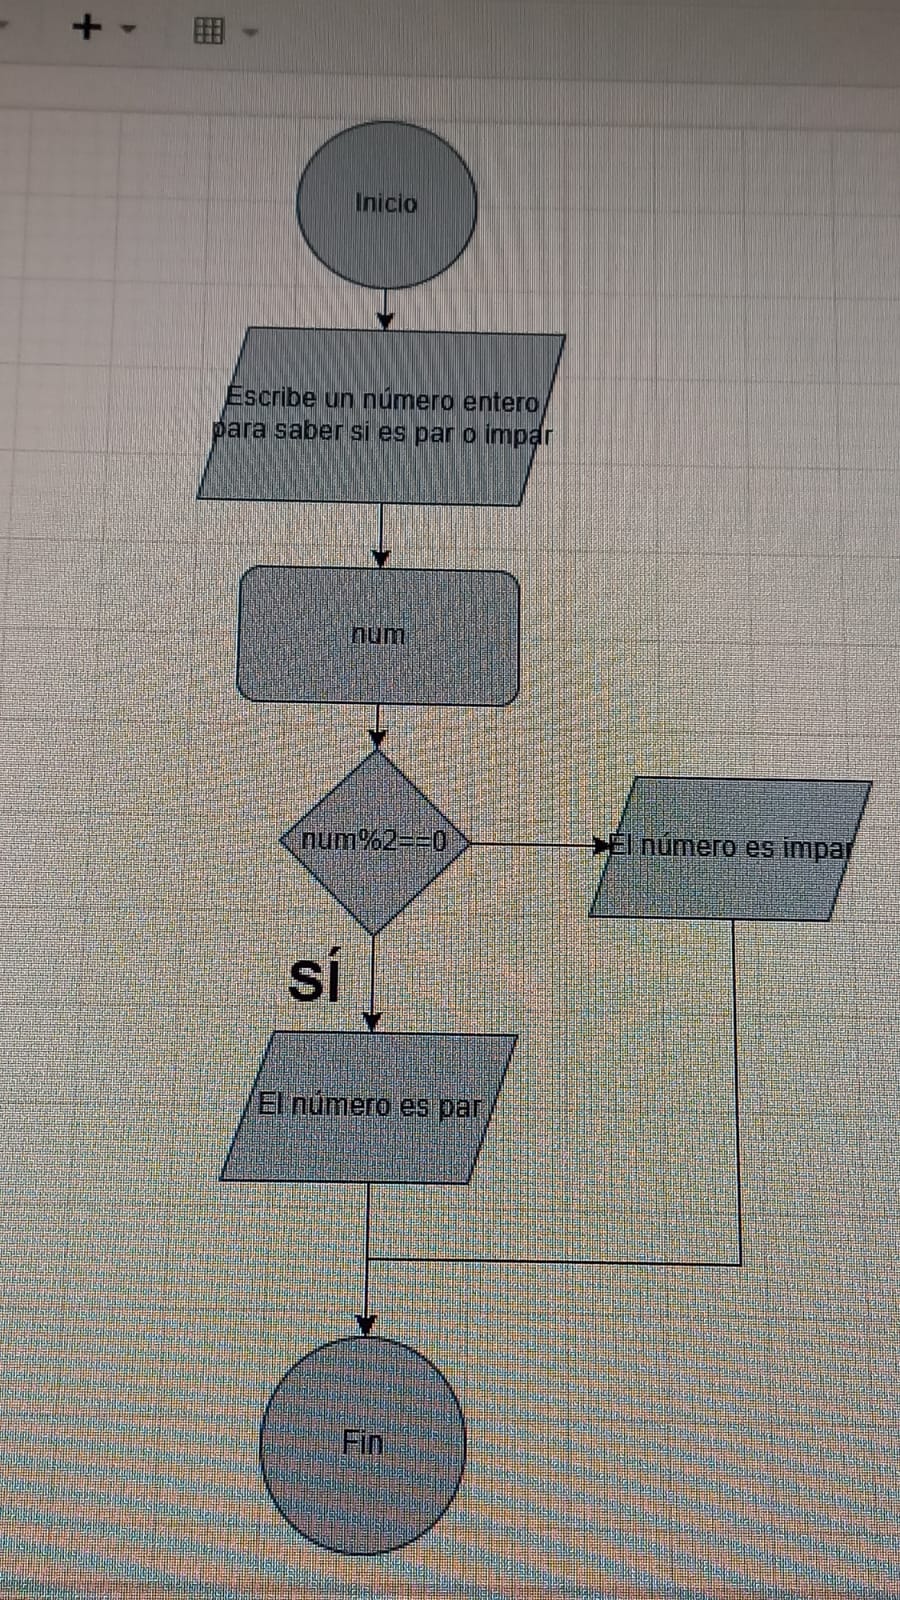 Inicio
Escribe un número entero
para saber si es par o impar
num
num%2==0
El número es impar
SÍ
El número es par
Fin